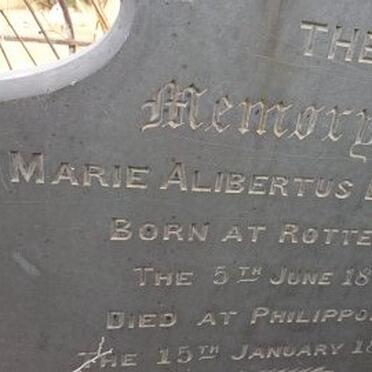 THE
Memory
MARIE ALIBERTUS
BORN AT ROTTE
THE 5TH JUNE 18
DIED AT PHILIPPO
THE 15TH JANUARY 18